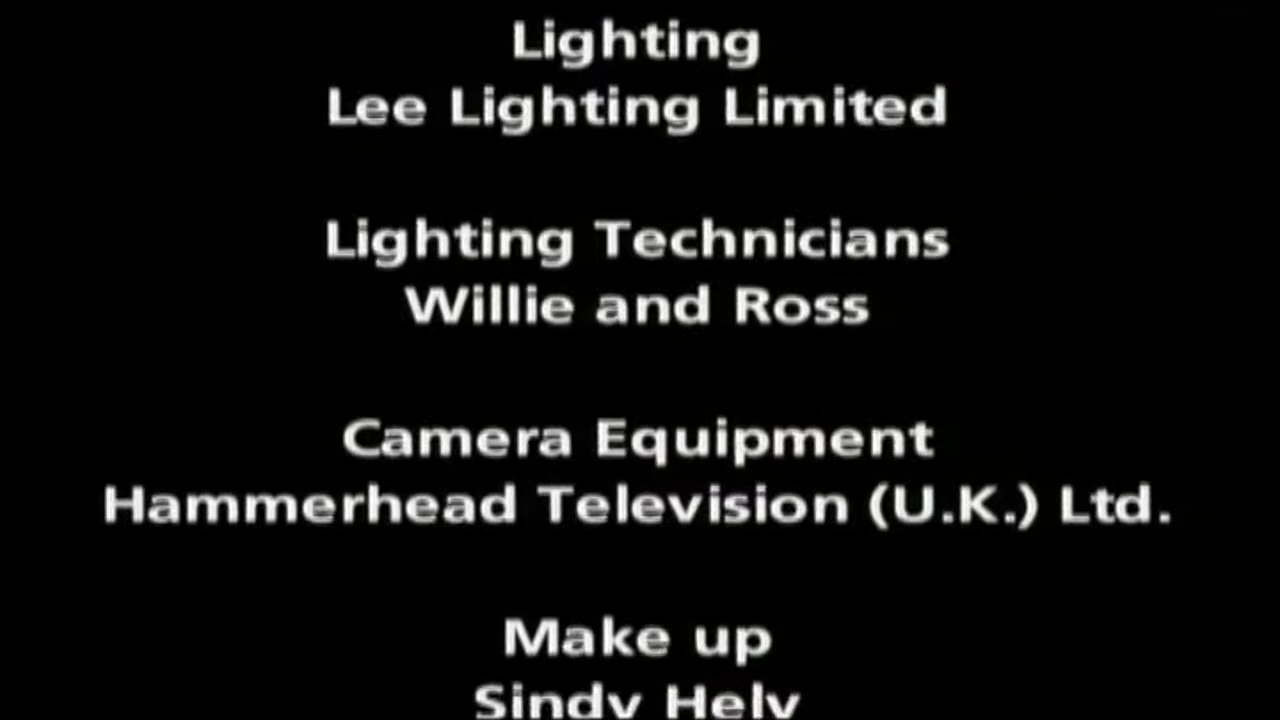 Lighting
Lee Lighting Limited
Lighting Technicians
Willie and Ross
Camera Equipment
Hammerhead Television (U.K.) Ltd.
Make up
Sindy Hely